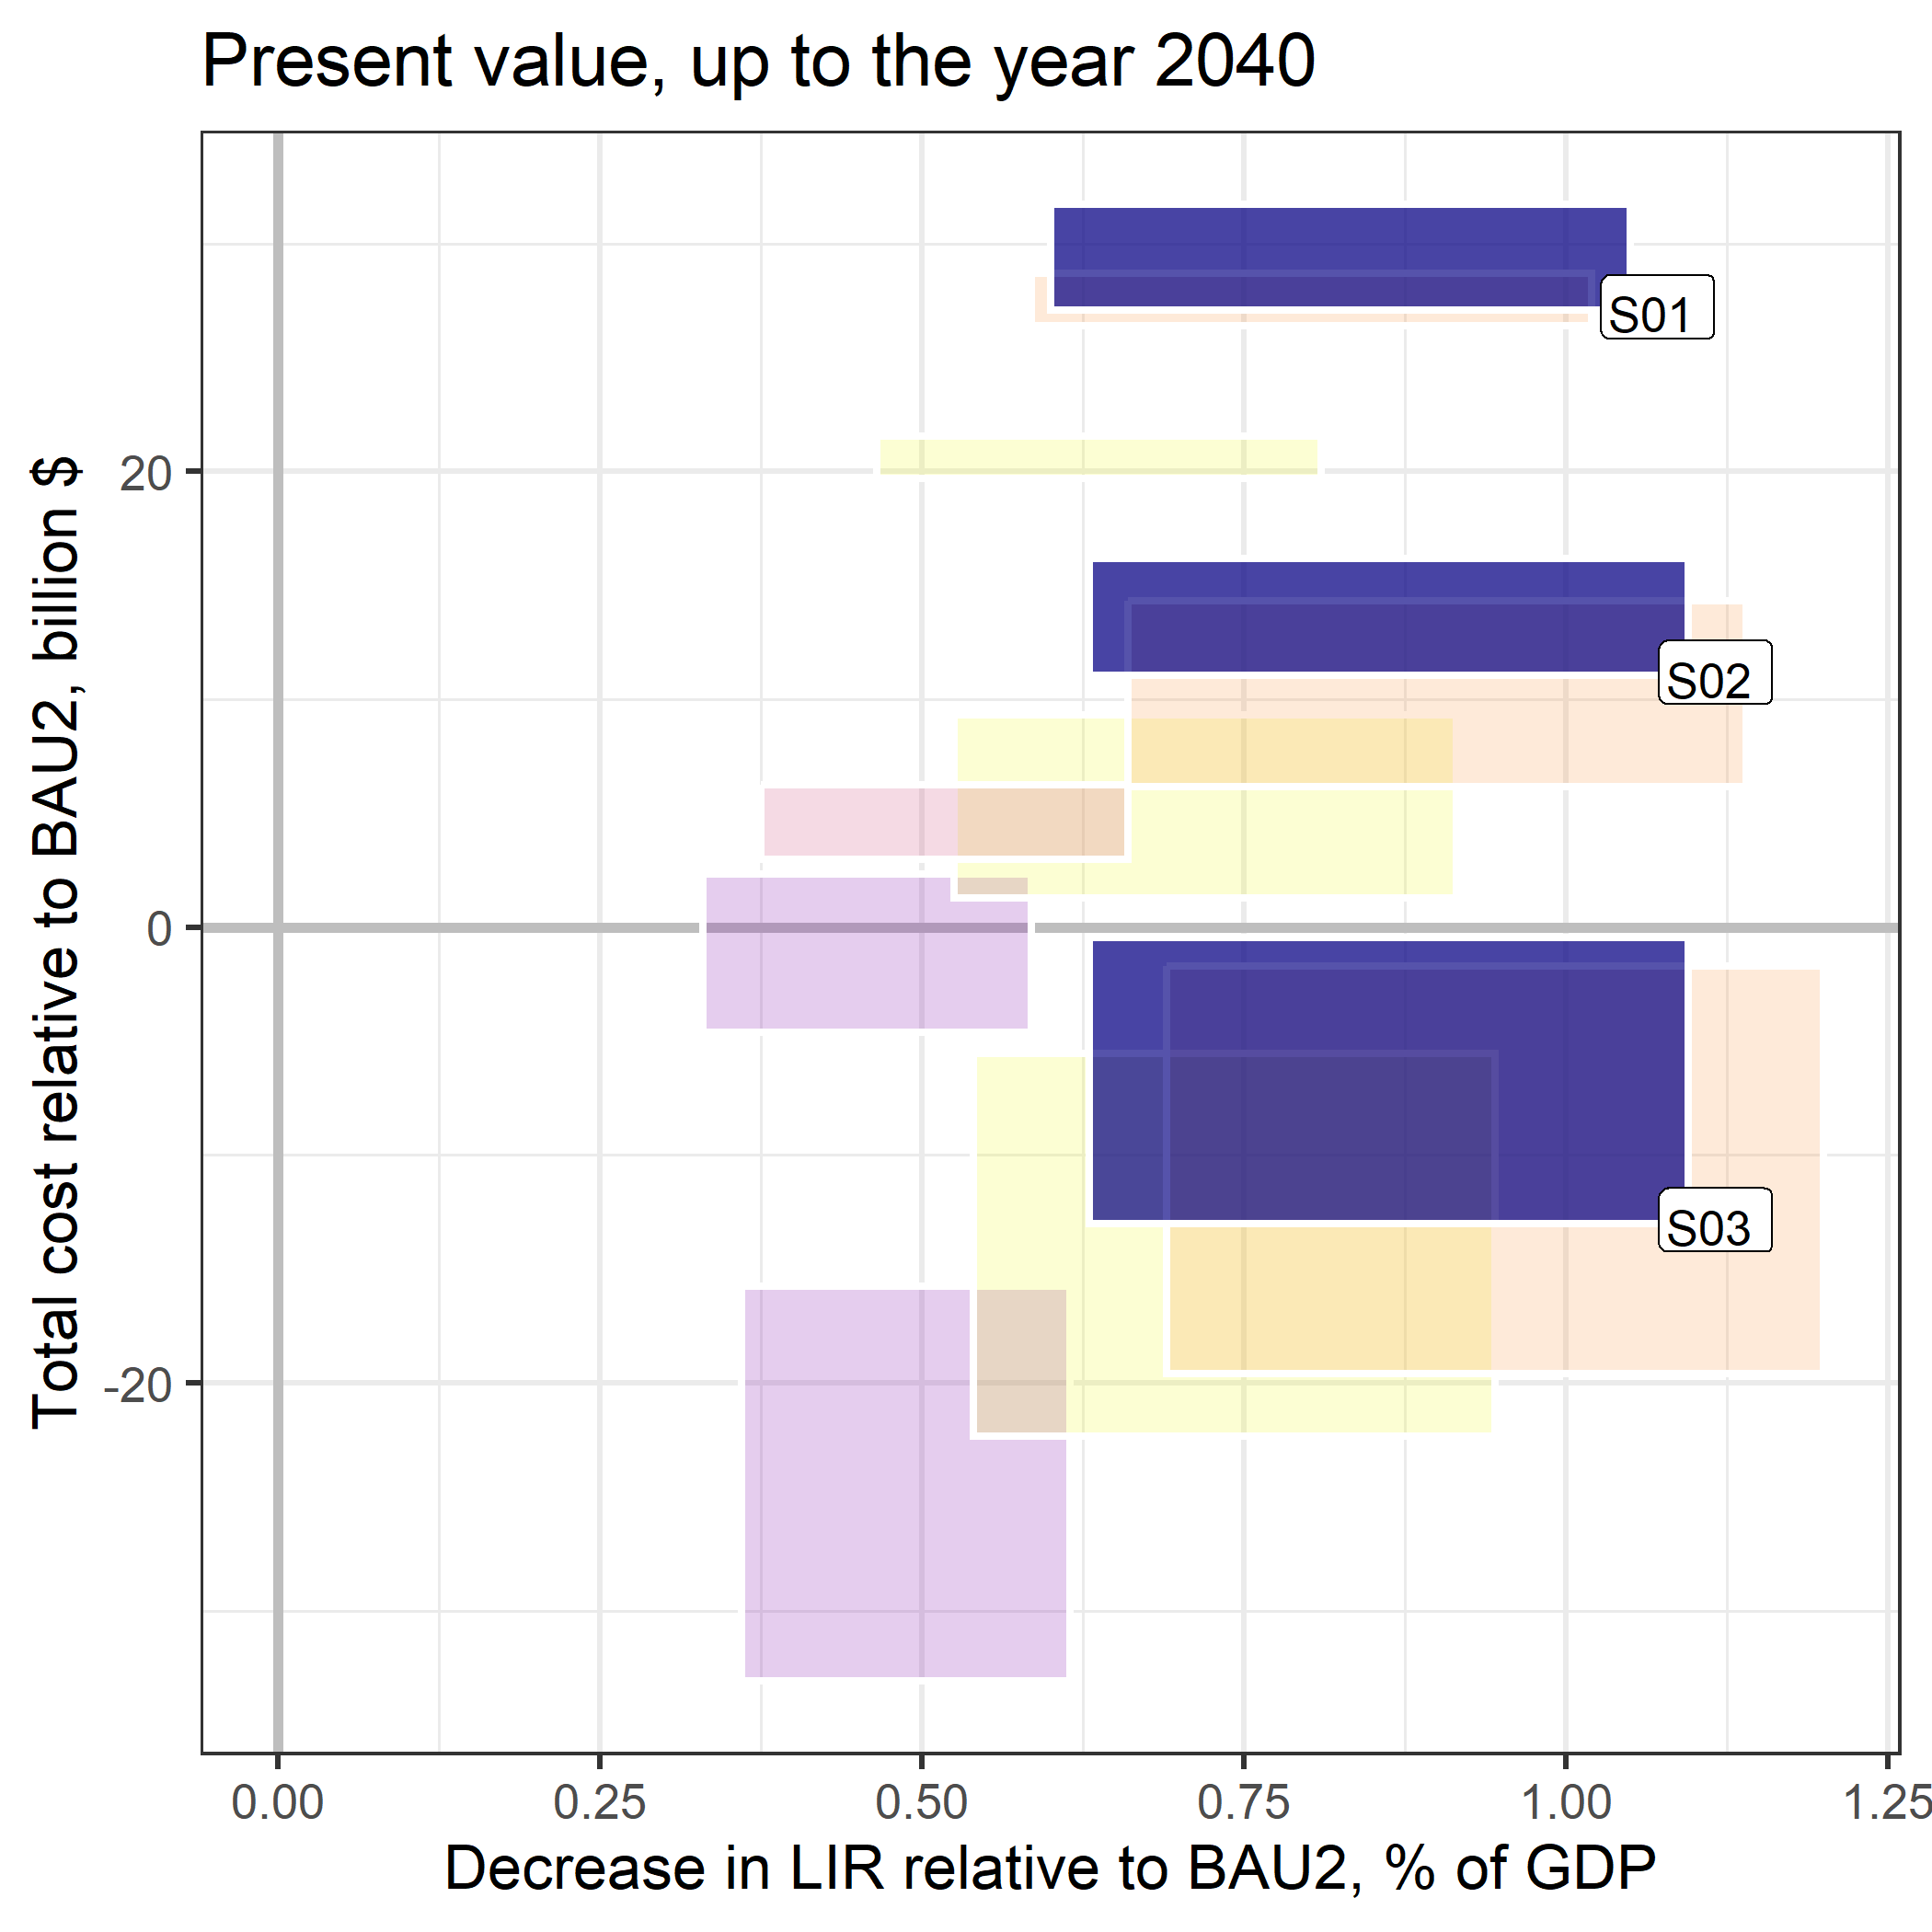 Present value, up to the year 2040
Total cost relative to BAU2, billion $
20
0
-20
S01
S02
S03
0.00 0.25 0.50 0.75 1.00 1.25
Decrease in LIR relative to BAU2, % of GDP